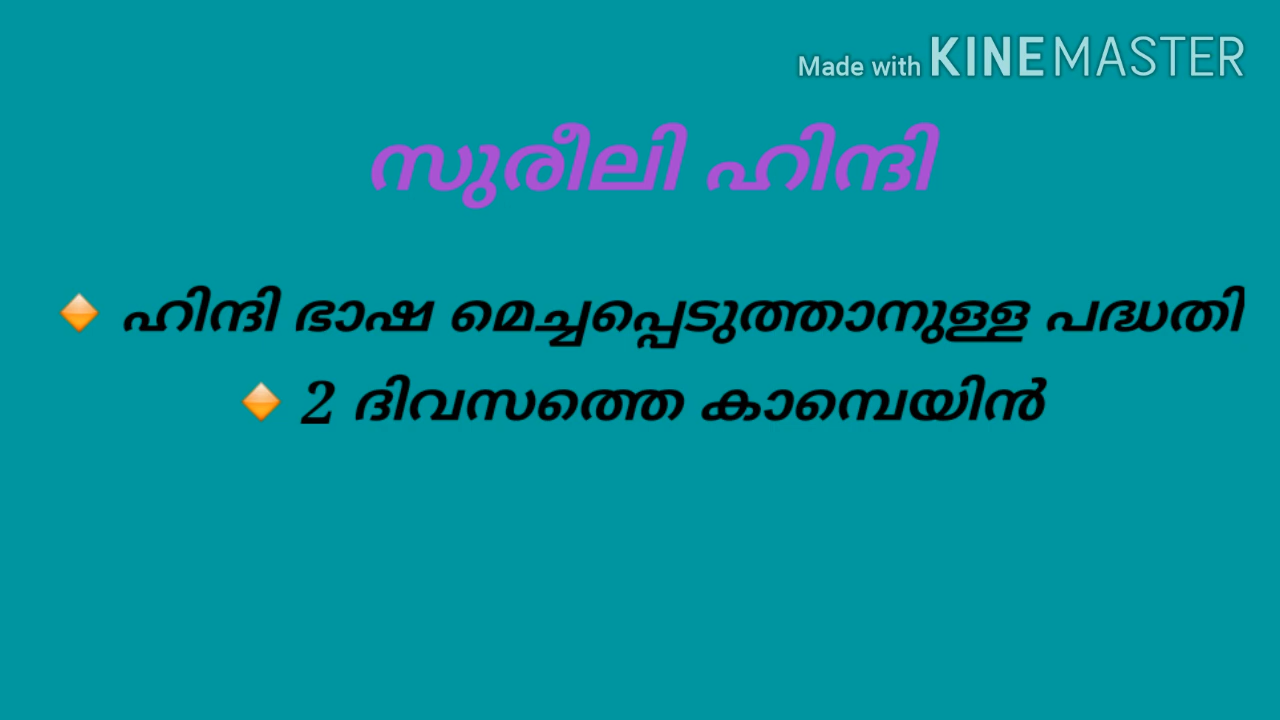 Made with KINEMASTER
സുരീലി ഹിന്ദി
🔸 ഹിന്ദി ഭാഷ മെച്ചപ്പെടുത്താനുള്ള പദ്ധതി
🔸 2 ദിവസത്തെ കാമ്പെയിൻ